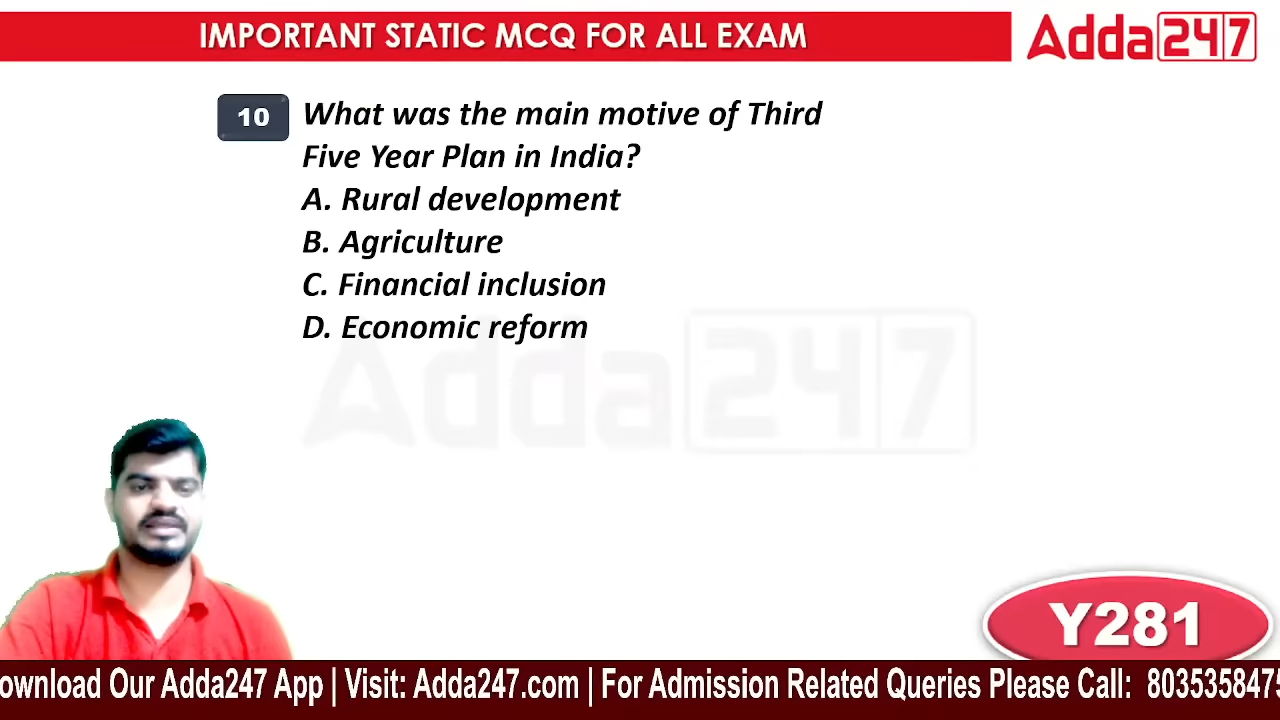 IMPORTANT STATIC MCQ FOR ALL EXAM
Adda247
10
What was the main motive of Third
Five Year Plan in India?
A. Rural development
B. Agriculture
C. Financial inclusion
D. Economic reform
Adda247
Y281
ownload Our Adda247 App | Visit: Adda247.com | For Admission Related Queries Please Call: 8035358475